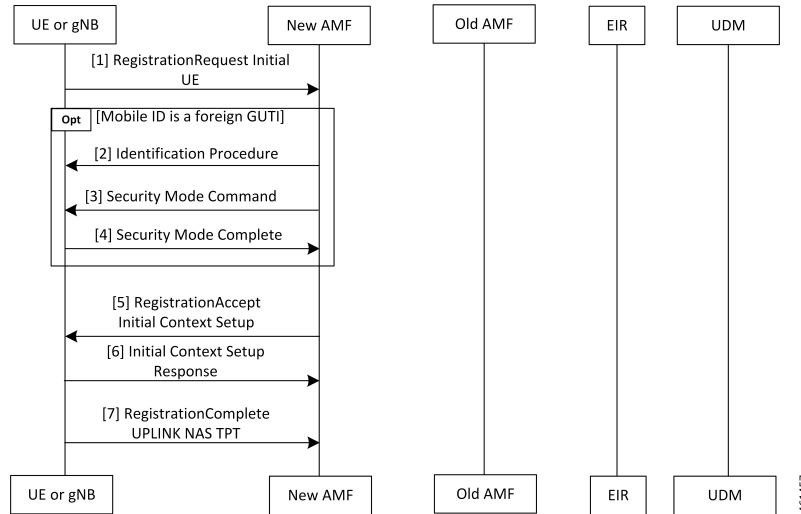 UE or gNB
New AMF
Old AMF
EIR
UDM
[1] RegistrationRequest Initial
UE
Opt
[Mobile ID is a foreign GUTI]
[2] Identification Procedure
[3] Security Mode Command
[4] Security Mode Complete
[5] RegistrationAccept
Initial Context Setup
[6] Initial Context Setup
Response
[7] RegistrationComplete
UPLINK NAS TPT
UE or gNB
New AMF
Old AMF
EIR
UDM